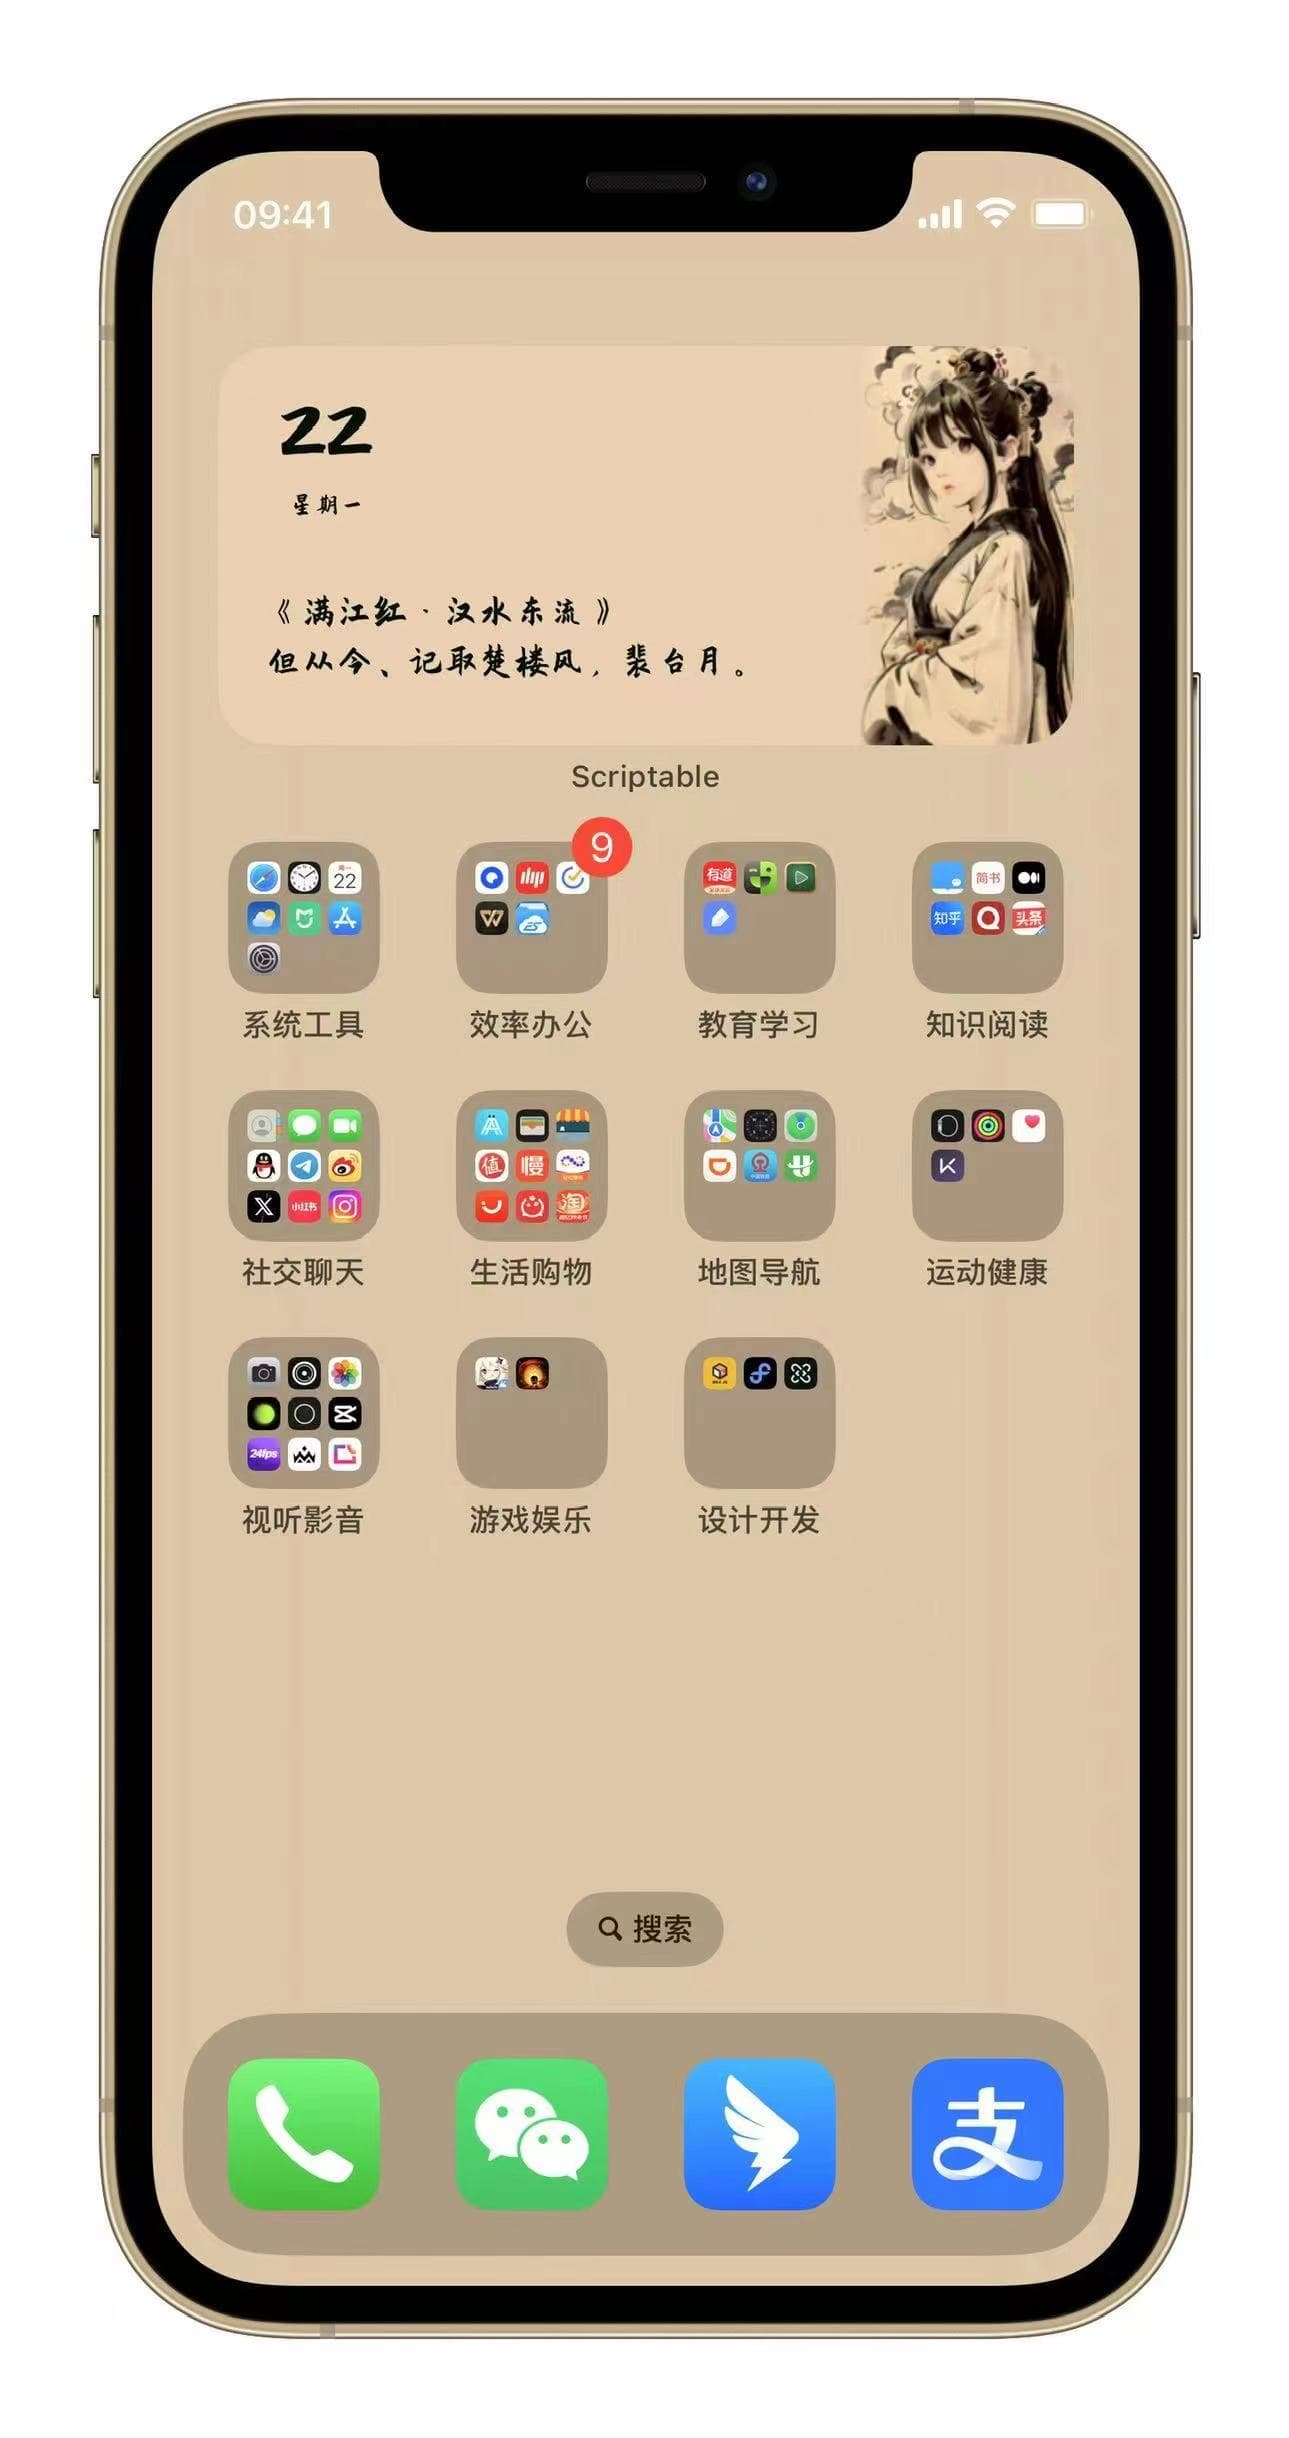 09:41
22
星期一
《满江红·汉水东流》
但从今、记取楚楼风，裴台月。
Scriptable
9
周一
22
有道
简书
知乎
头条
系统工具
效率办公
教育学习
知识阅读
小红书
值
慢
淘
社交聊天
生活购物
地图导航
运动健康
24fps
视听影音
游戏娱乐
设计开发
搜索
支